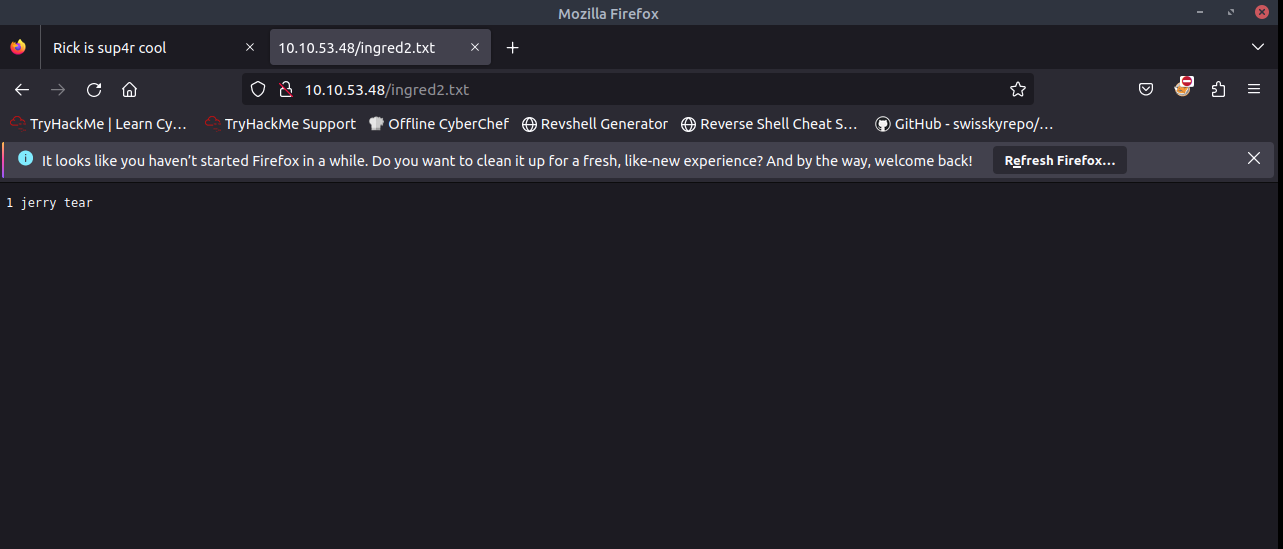 Mozilla Firefox
Rick is sup4r cool
10.10.53.48/ingred2.txt
10.10.53.48/ingred2.txt
TryHackMe | Learn Cy… TryHackMe Support Offline CyberChef Revshell Generator Reverse Shell Cheat S… GitHub - swisskyrepo/…
It looks like you haven’t started Firefox in a while. Do you want to clean it up for a fresh, like-new experience? And by the way, welcome back! Refresh Firefox…
1 jerry tear